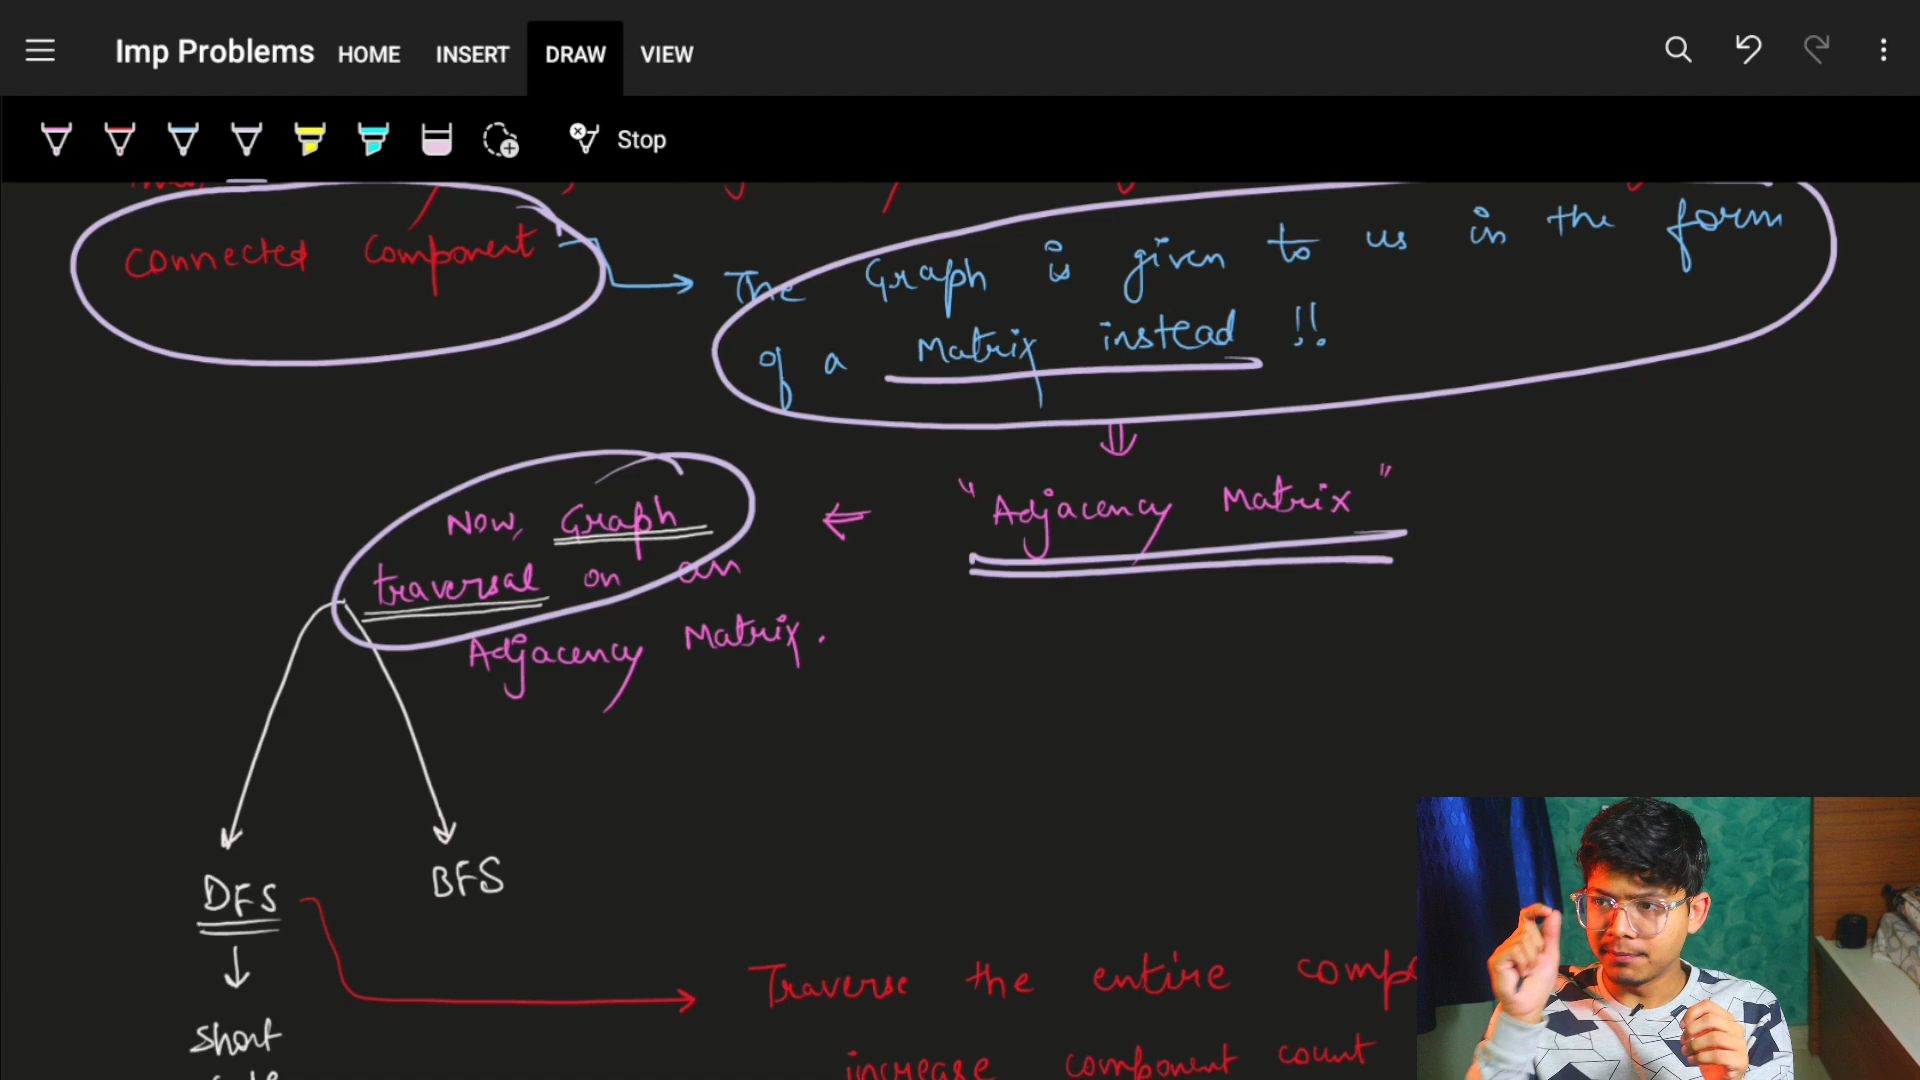 Imp Problems HOME INSERT DRAW VIEW
Stop
connected component
The Graph is given to us in the form
of a Matrix instead !!
"Adjacency Matrix"
Now, Graph
traversal on an
Adjacency Matrix.
DFS
BFS
Traverse the entire
increase component count
short